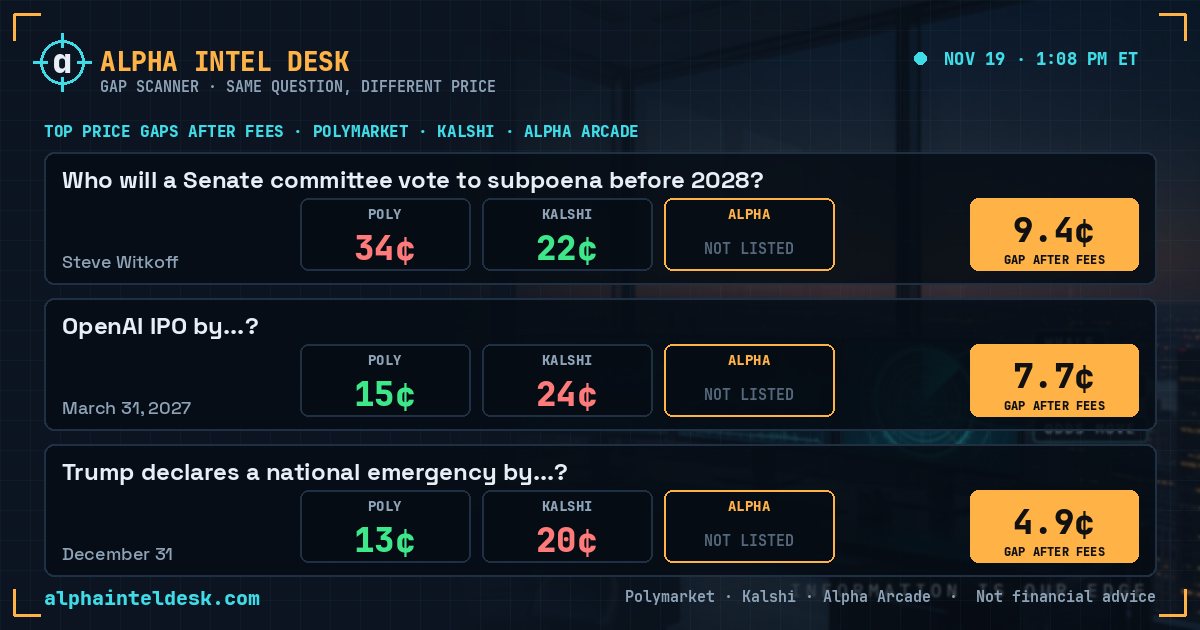 α
ALPHA INTEL DESK
GAP SCANNER · SAME QUESTION, DIFFERENT PRICE
NOV 19 · 1:08 PM ET
TOP PRICE GAPS AFTER FEES · POLYMARKET · KALSHI · ALPHA ARCADE
Who will a Senate committee vote to subpoena before 2028?
Steve Witkoff
POLY
34¢
KALSHI
22¢
ALPHA
NOT LISTED
9.4¢
GAP AFTER FEES
OpenAI IPO by...?
March 31, 2027
POLY
15¢
KALSHI
24¢
ALPHA
NOT LISTED
7.7¢
GAP AFTER FEES
Trump declares a national emergency by...?
December 31
POLY
13¢
KALSHI
20¢
ALPHA
NOT LISTED
4.9¢
GAP AFTER FEES
INFORMATION IS OUR EDGE
alphainteldesk.com
Polymarket · Kalshi · Alpha Arcade · Not financial advice